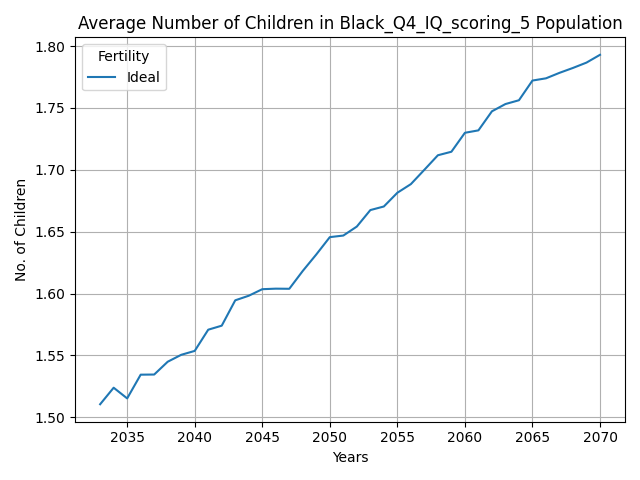 Average Number of Children in Black_Q4_IQ_scoring_5 Population
Fertility
Ideal
No. of Children
1.80
1.75
1.70
1.65
1.60
1.55
1.50
2035 2040 2045 2050 2055 2060 2065 2070
Years